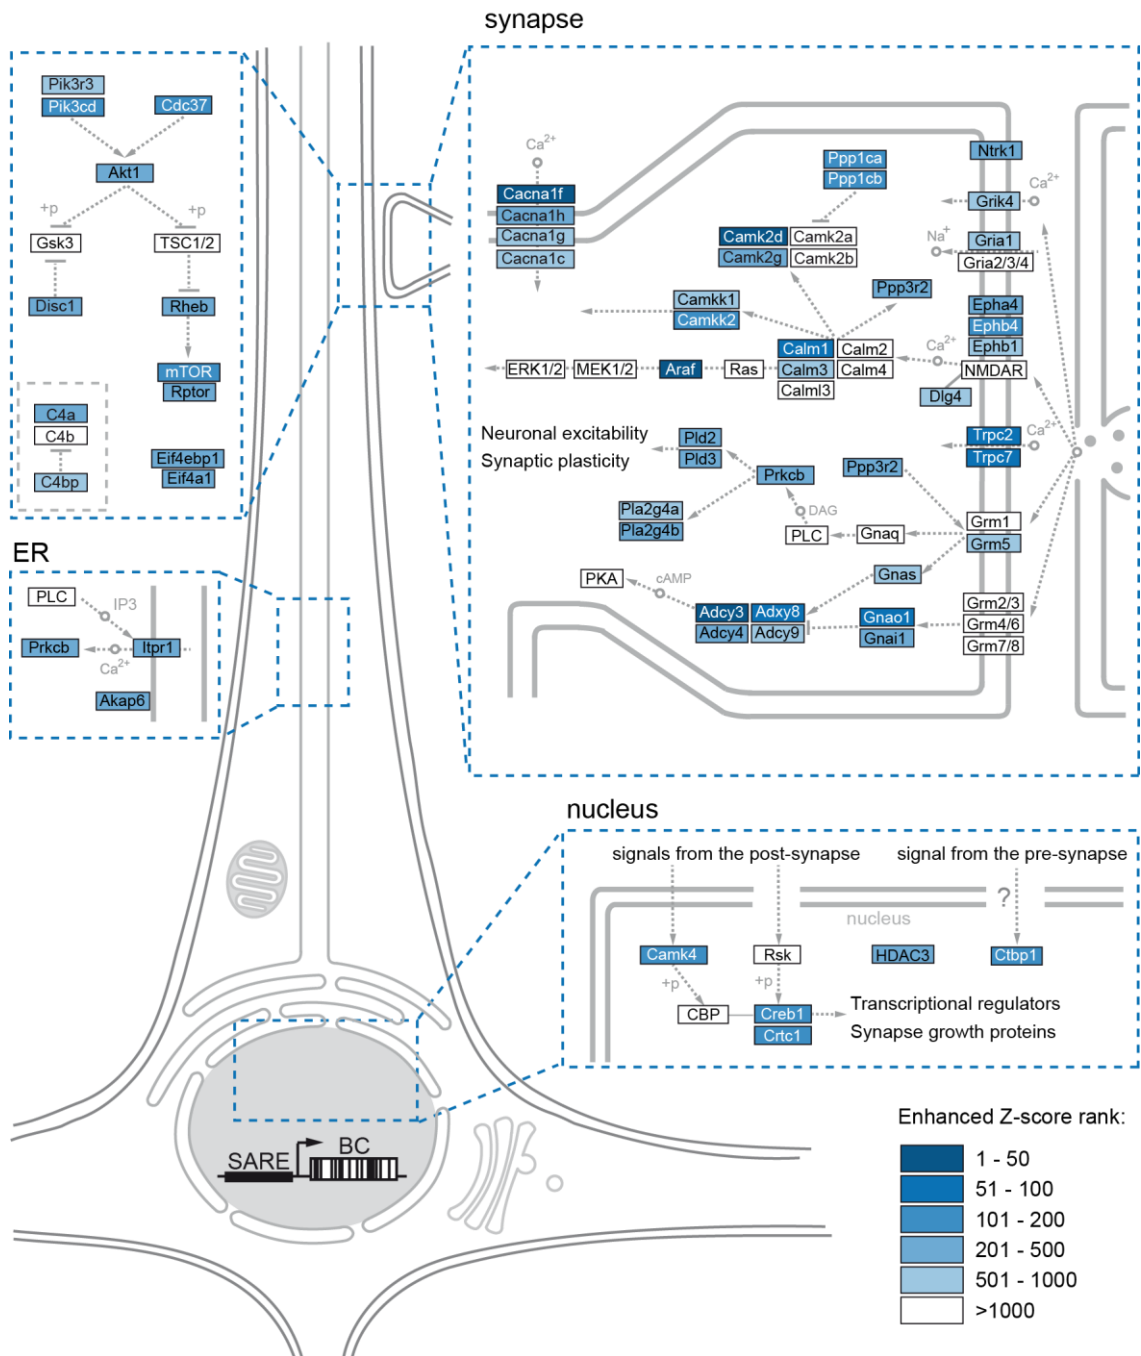 synapse
Pik3r3
Pik3cd
Cdc37
Akt1
+p
+p
Gsk3
TSC1/2
Disc1
Rheb
mTOR
Rptor
C4a
C4b
C4bp
Eif4ebp1
Eif4a1
Ca2+
Cacna1f
Cacna1h
Cacna1g
Cacna1c
Ppp1ca
Ppp1cb
Camk2d
Camk2a
Camk2g
Camk2b
Ntrk1
Grik4
Ca2+
Na+
Gria1
Gria2/3/4
Camkk1
Camkk2
Ppp3r2
Epha4
Ephb4
Ephb1
Ca2+
NMDAR
Dlg4
Calm1
Calm2
Calm3
Calm4
Calml3
ERK1/2
MEK1/2
Araf
Ras
Neuronal excitability
Synaptic plasticity
Pld2
Pld3
Prkcb
Ppp3r2
Trpc2
Trpc7
Ca2+
Pla2g4a
Pla2g4b
DAG
PLC
Gnaq
Grm1
Grm5
PKA
cAMP
Gnas
Adcy3
Adxy8
Adcy4
Adcy9
Gnao1
Gnai1
Grm2/3
Grm4/6
Grm7/8
ER
PLC
IP3
Prkcb
Itpr1
Ca2+
Akap6
nucleus
signals from the post-synapse
signal from the pre-synapse
?
nucleus
Camk4
Rsk
HDAC3
Ctbp1
+p
+p
CBP
Creb1
Crtc1
Transcriptional regulators
Synapse growth proteins
SARE
BC
Enhanced Z-score rank:
1 - 50
51 - 100
101 - 200
201 - 500
501 - 1000
>1000